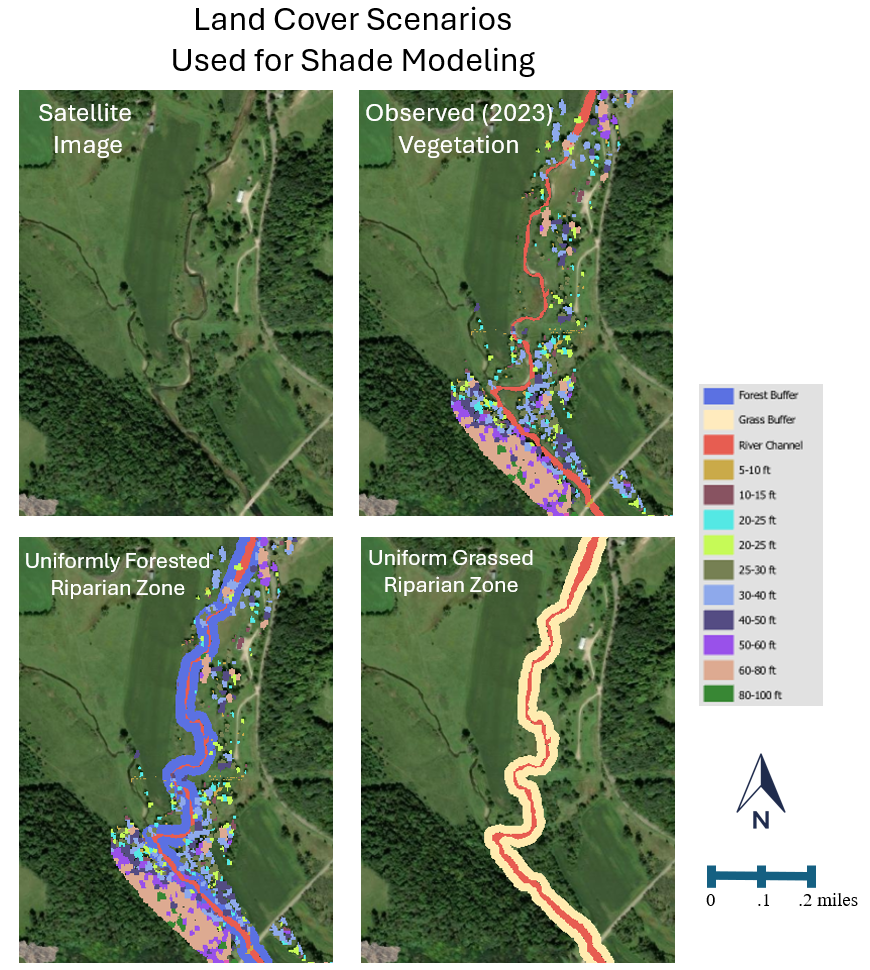 Land Cover Scenarios
Used for Shade Modeling
Satellite
Image
Observed (2023)
Vegetation
Uniformly Forested
Riparian Zone
Uniform Grassed
Riparian Zone
Forest Buffer
Grass Buffer
River Channel
5-10 ft
10-15 ft
20-25 ft
20-25 ft
25-30 ft
30-40 ft
40-50 ft
50-60 ft
60-80 ft
80-100 ft
N
0 .1 .2 miles